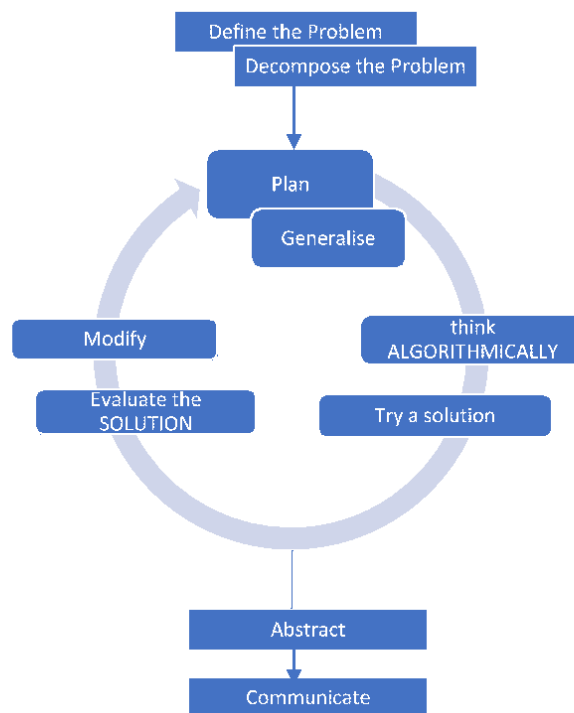 Define the Problem
Decompose the Problem
Plan
Generalise
think
ALGORITHMICALLY
Try a solution
Evaluate the
SOLUTION
Modify
Abstract
Communicate